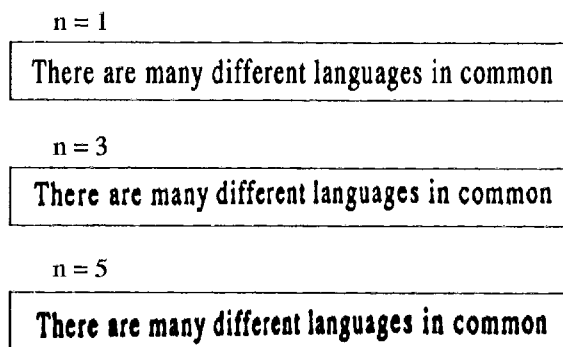 n = 1
There are many different languages in common
n = 3
There are many different languages in common
n = 5
There are many different languages in common